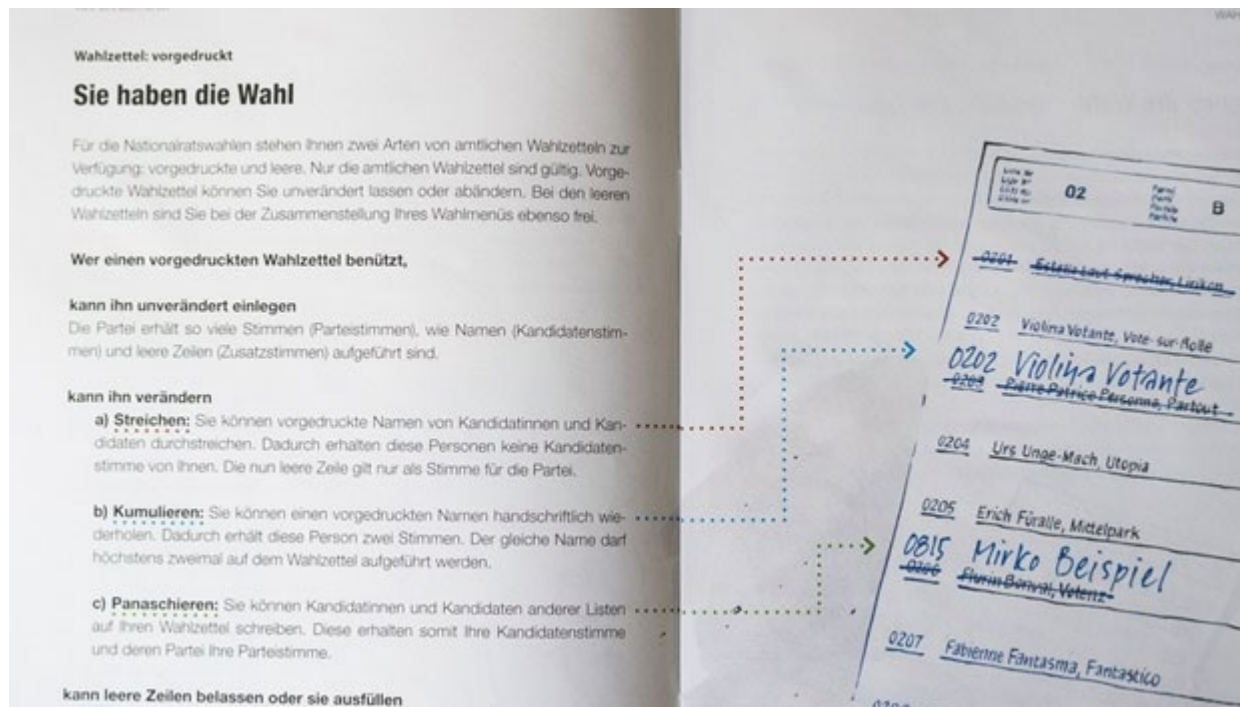 Wahlzettel: vorgedruckt
Sie haben die Wahl
Für die Nationalratswahlen stehen Ihnen zwei Arten von amtlichen Wahlzetteln zur
Verfügung: vorgedruckte und leere. Nur die amtlichen Wahlzettel sind gültig. Vorge-
druckte Wahlzettel können Sie unverändert lassen oder abändern. Bei den leeren
Wahlzetteln sind Sie bei der Zusammenstellung Ihres Wahlmenüs ebenso frei.
Wer einen vorgedruckten Wahlzettel benützt,
kann ihn unverändert einlegen
Die Partei erhält so viele Stimmen (Parteistimmen), wie Namen (Kandidatenstim-
men) und leere Zeilen (Zusatzstimmen) aufgeführt sind.
kann ihn verändern
a) Streichen: Sie können vorgedruckte Namen von Kandidatinnen und Kan-
didaten durchstreichen. Dadurch erhalten diese Personen keine Kandidaten-
stimme von Ihnen. Die nun leere Zeile gilt nur als Stimme für die Partei.
b) Kumulieren: Sie können einen vorgedruckten Namen handschriftlich wie-
derholen. Dadurch erhält diese Person zwei Stimmen. Der gleiche Name darf
höchstens zweimal auf dem Wahlzettel aufgeführt werden.
c) Panaschieren: Sie können Kandidatinnen und Kandidaten anderer Listen
auf Ihren Wahlzettel schreiben. Diese erhalten somit Ihre Kandidatenstimme
und deren Partei Ihre Parteistimme.
kann leere Zeilen belassen oder sie ausfüllen
WAH
02 B
0201 Estelle Laut-Sprecher, Lirikon
0202 Violina Votante, Vote-sur-Rolle
0202 Violina Votante
0203 Pierre Patrice Personne, Partout
0204 Urs Unge-Mach, Utopia
0205 Erich Füralle, Mittelpark
0815 Mirko Beispiel
0206 Flurin Bonval, Votenz
0207 Fabienne Fantasma, Fantastico